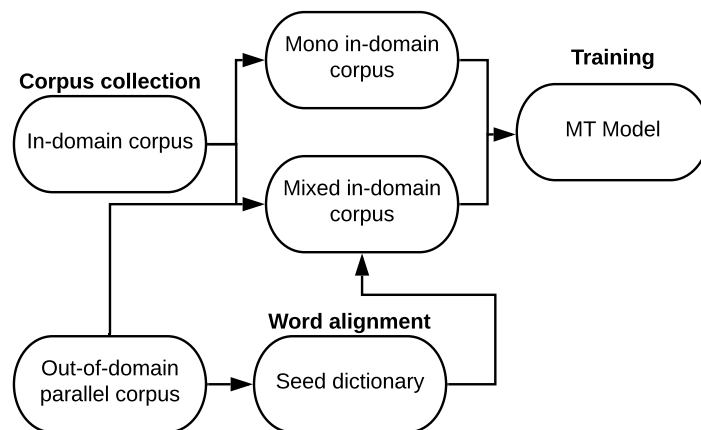 Mono in-domain
corpus
Training
Corpus collection
In-domain corpus
MT Model
Mixed in-domain
corpus
Word alignment
Out-of-domain
parallel corpus
Seed dictionary